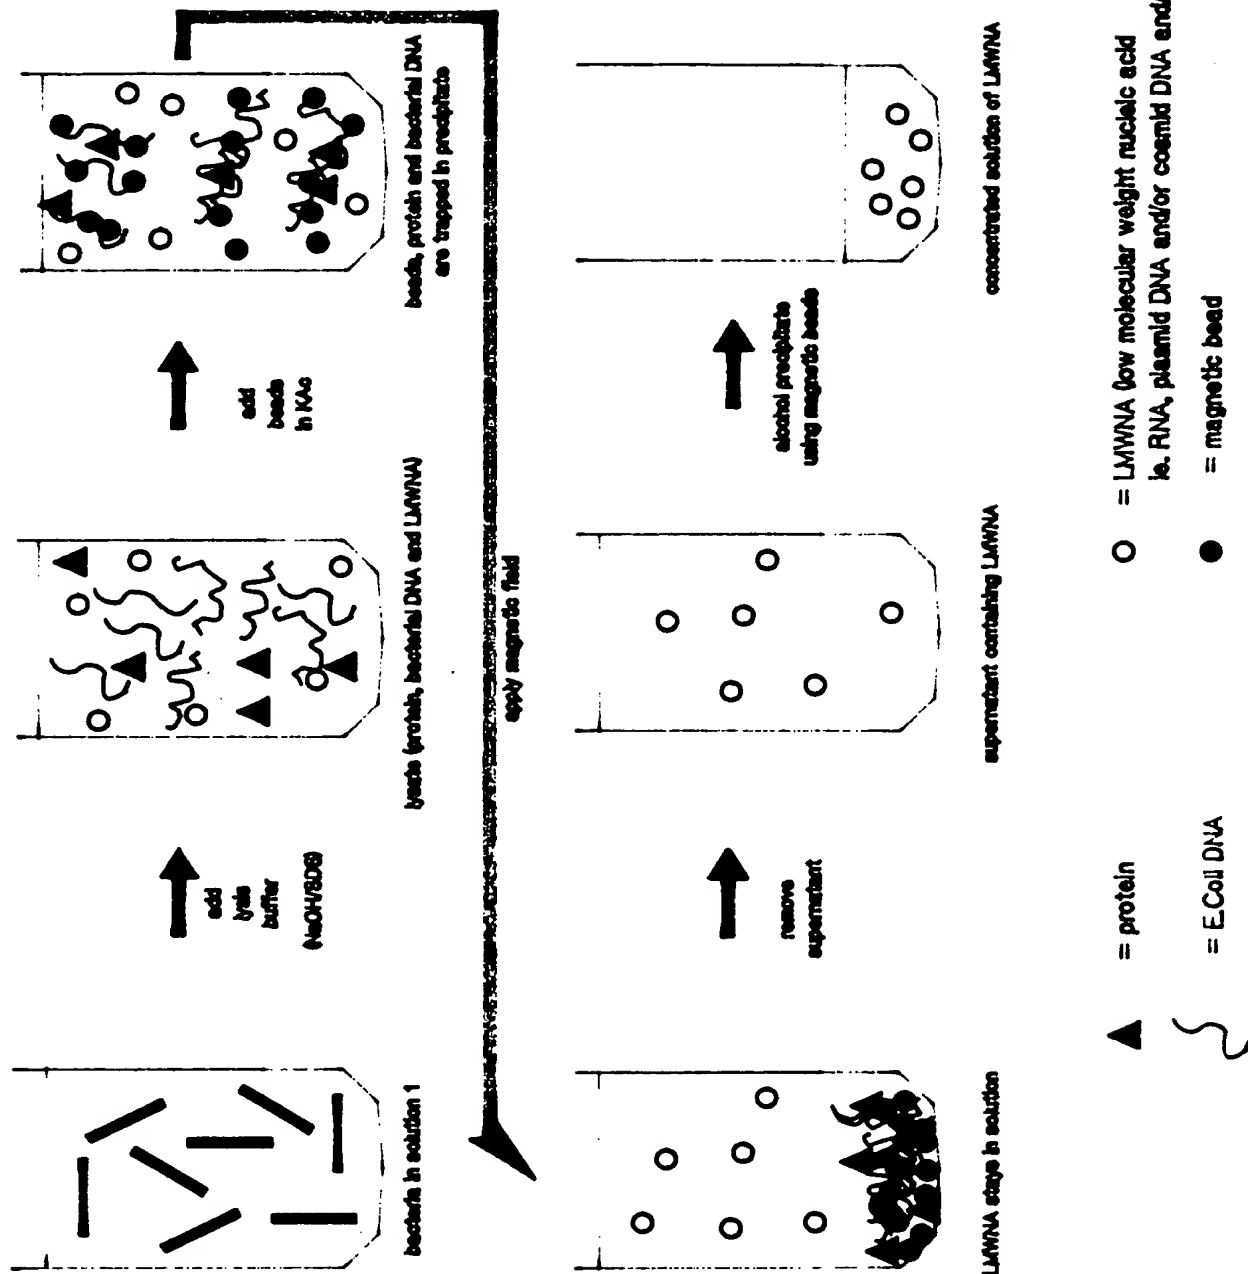 bacteria in solution 1
add
lysis
buffer
(NaOH/SDS)
lysate (protein, bacterial DNA and LMWNA)
add
beads
in KAc
beads, protein and bacterial DNA
are trapped in precipitate
apply magnetic field
LMWNA stays in solution
remove
supernatant
supernatant containing LMWNA
alcohol precipitate
using magnetic beads
concentrated solution of LMWNA
= protein
= LMWNA (low molecular weight nucleic acid
ie. RNA, plasmid DNA and/or cosmid DNA and/
= E.Coli DNA
= magnetic bead